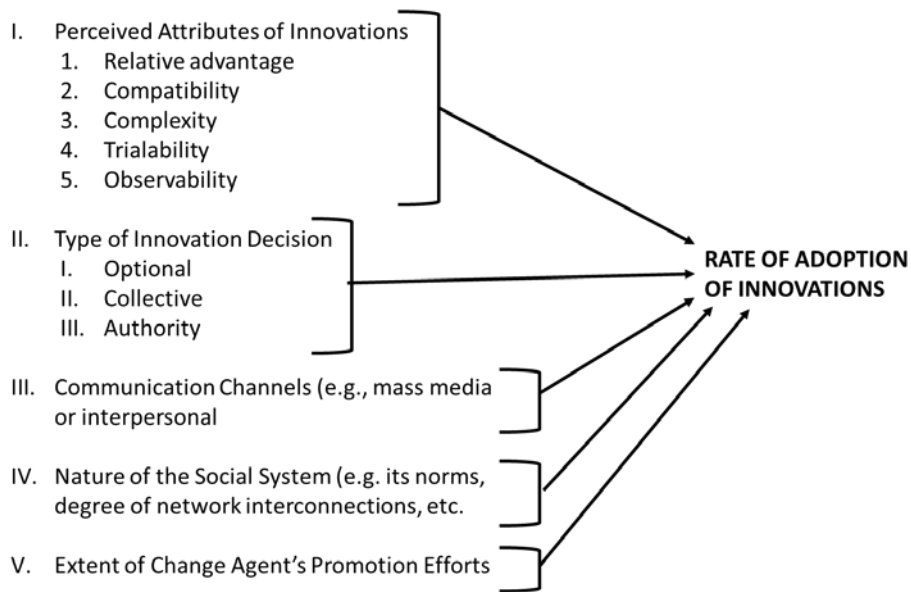 I. Perceived Attributes of Innovations
1. Relative advantage
2. Compatibility
3. Complexity
4. Trialability
5. Observability
II. Type of Innovation Decision
I. Optional
II. Collective
III. Authority
RATE OF ADOPTION
OF INNOVATIONS
III. Communication Channels (e.g., mass media
or interpersonal
IV. Nature of the Social System (e.g. its norms,
degree of network interconnections, etc.
V. Extent of Change Agent’s Promotion Efforts